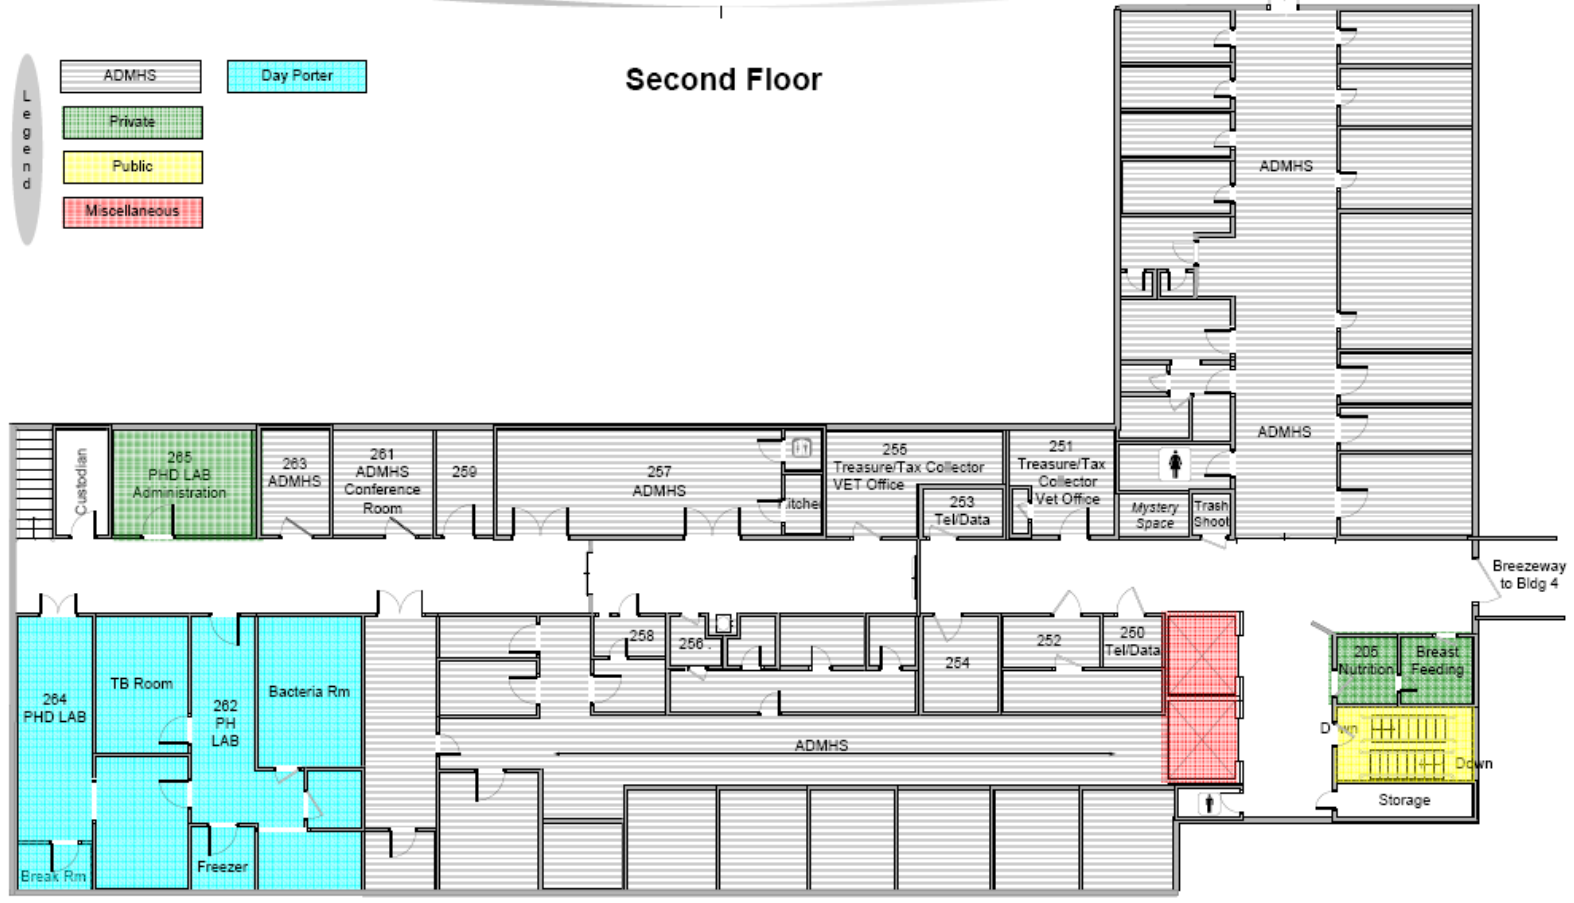 Second Floor
Legend
ADMHS
Day Porter
Private
Public
Miscellaneous
ADMHS
ADMHS
Custodian
265
PHD LAB
Administration
263
ADMHS
261
ADMHS
Conference
Room
259
257
ADMHS
itchen
255
Treasure/Tax Collector
VET Office
253
Tel/Data
251
Treasure/Tax
Collector
Vet Office
Mystery
Space
Trash
Shoot
Breezeway
to Bldg 4
264
PHD LAB
TB Room
262
PH
LAB
Bacteria Rm
258
256 .
254
252
250
Tel/Data
205
Nutrition
Breast
Feeding
ADMHS
Down
Down
Storage
Freezer
Break Rm